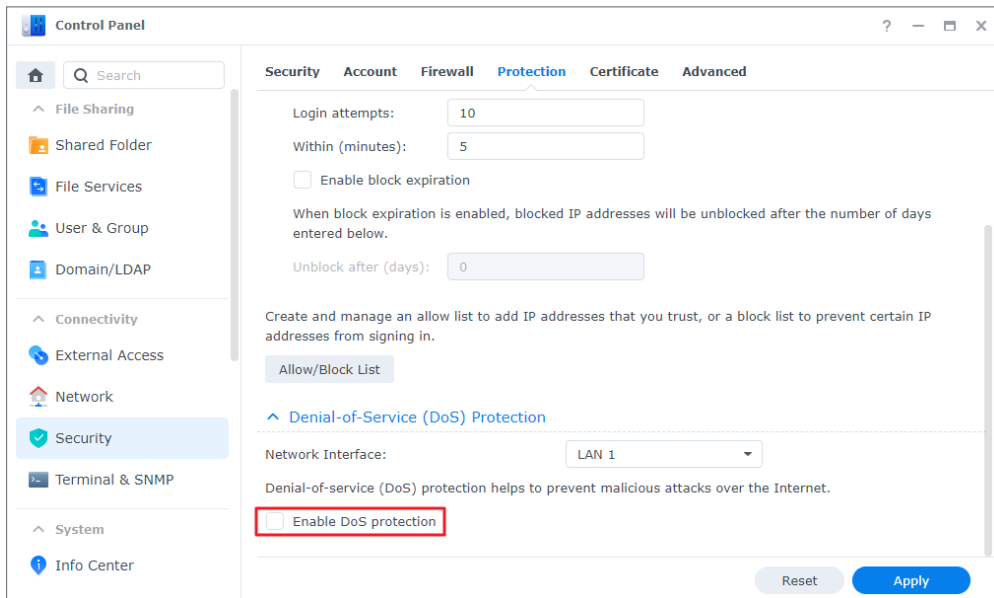 Control Panel
?
Search
File Sharing
Shared Folder
File Services
User & Group
Domain/LDAP
Connectivity
External Access
Network
Security
Terminal & SNMP
System
Info Center
Security Account Firewall Protection Certificate Advanced
Login attempts: 10
Within (minutes): 5
Enable block expiration
When block expiration is enabled, blocked IP addresses will be unblocked after the number of days
entered below.
Unblock after (days): 0
Create and manage an allow list to add IP addresses that you trust, or a block list to prevent certain IP
addresses from signing in.
Allow/Block List
Denial-of-Service (DoS) Protection
Network Interface: LAN 1
Denial-of-service (DoS) protection helps to prevent malicious attacks over the Internet.
Enable DoS protection
Reset Apply